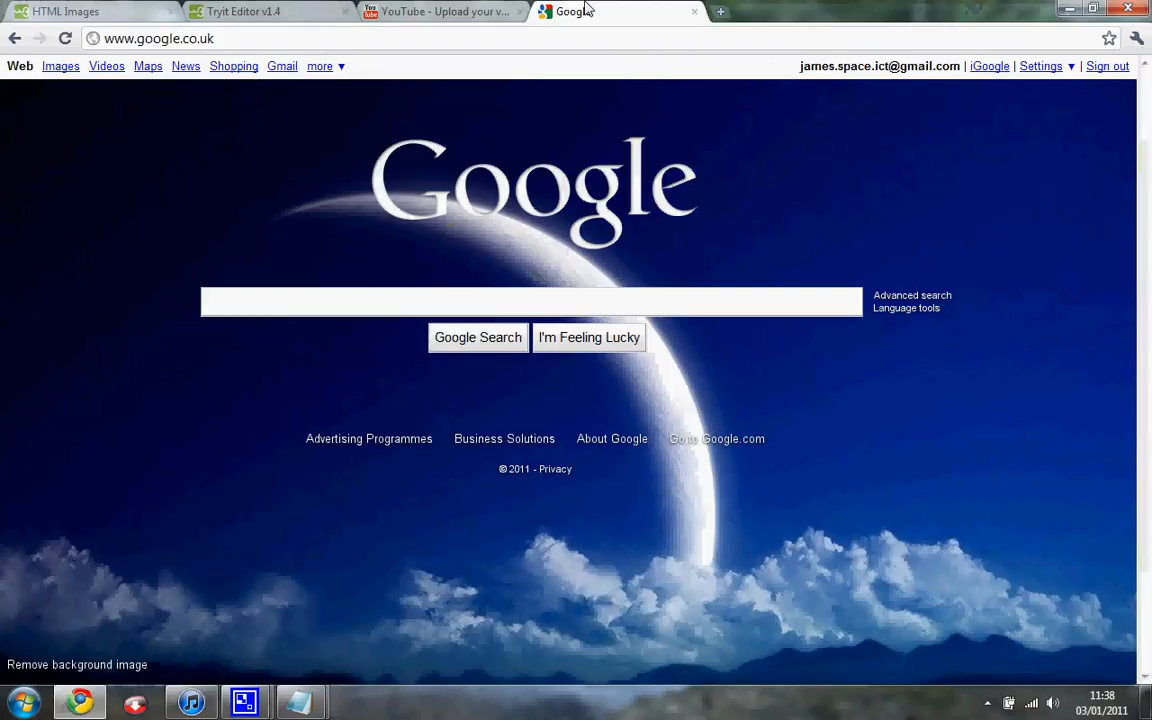 HTML Images
Tryit Editor v1.4
YouTube - Upload your v...
Google
www.google.co.uk
Web Images Videos Maps News Shopping Gmail more ▼
james.space.ict@gmail.com | iGoogle | Settings ▼ | Sign out
Google
Advanced search
Language tools
Google Search
I'm Feeling Lucky
Advertising Programmes Business Solutions About Google Go to Google.com
© 2011 - Privacy
Remove background image
11:38
03/01/2011